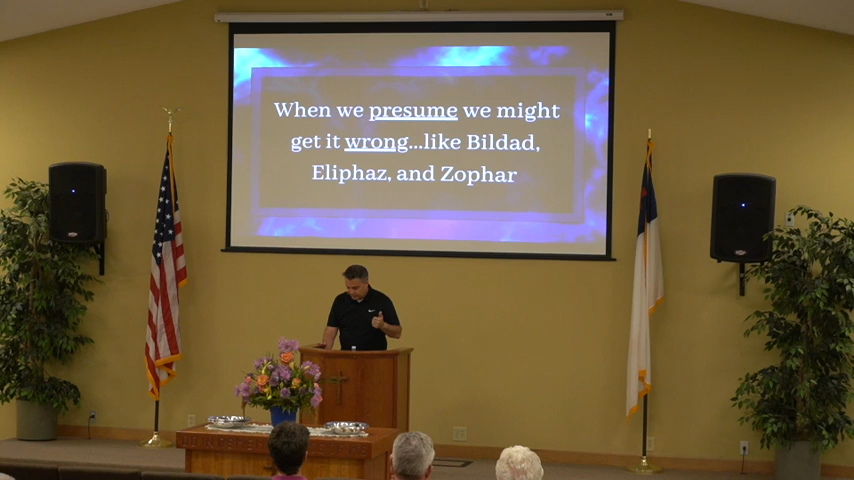 When we presume we might
get it wrong...like Bildad,
Eliphaz, and Zophar